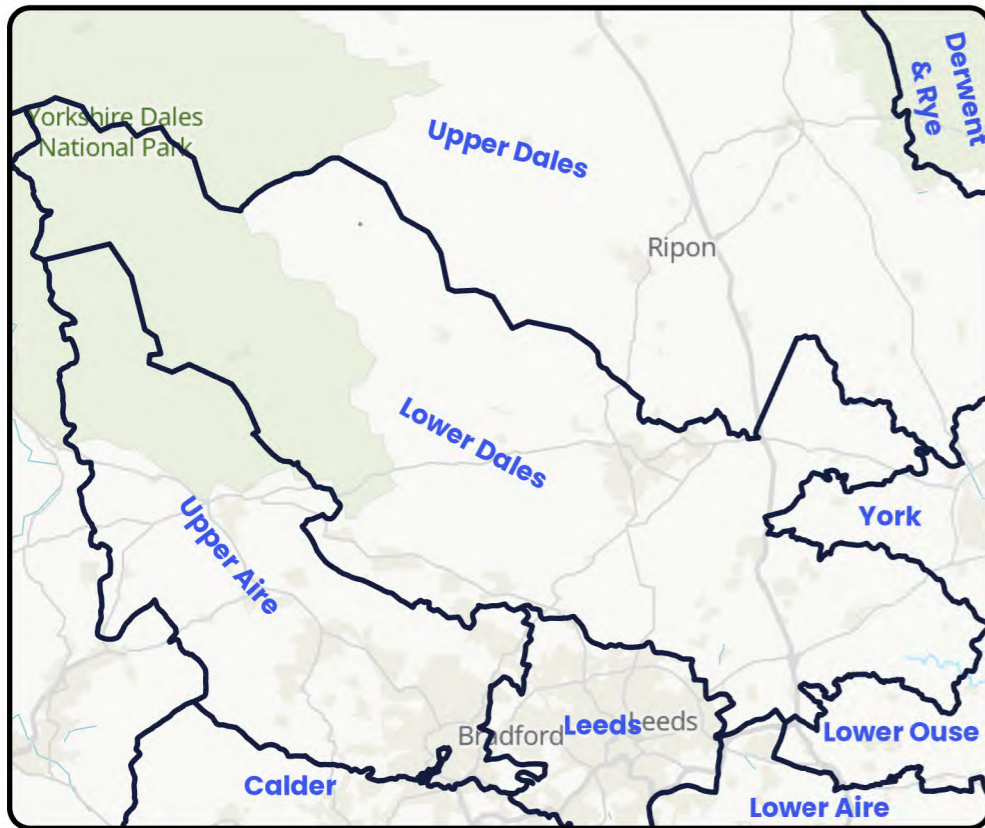 Derwent
& Rye
Yorkshire Dales
National Park
Upper Dales
Ripon
Lower Dales
Upper Aire
York
Bradford
Leeds
Leeds
Lower Ouse
Calder
Lower Aire